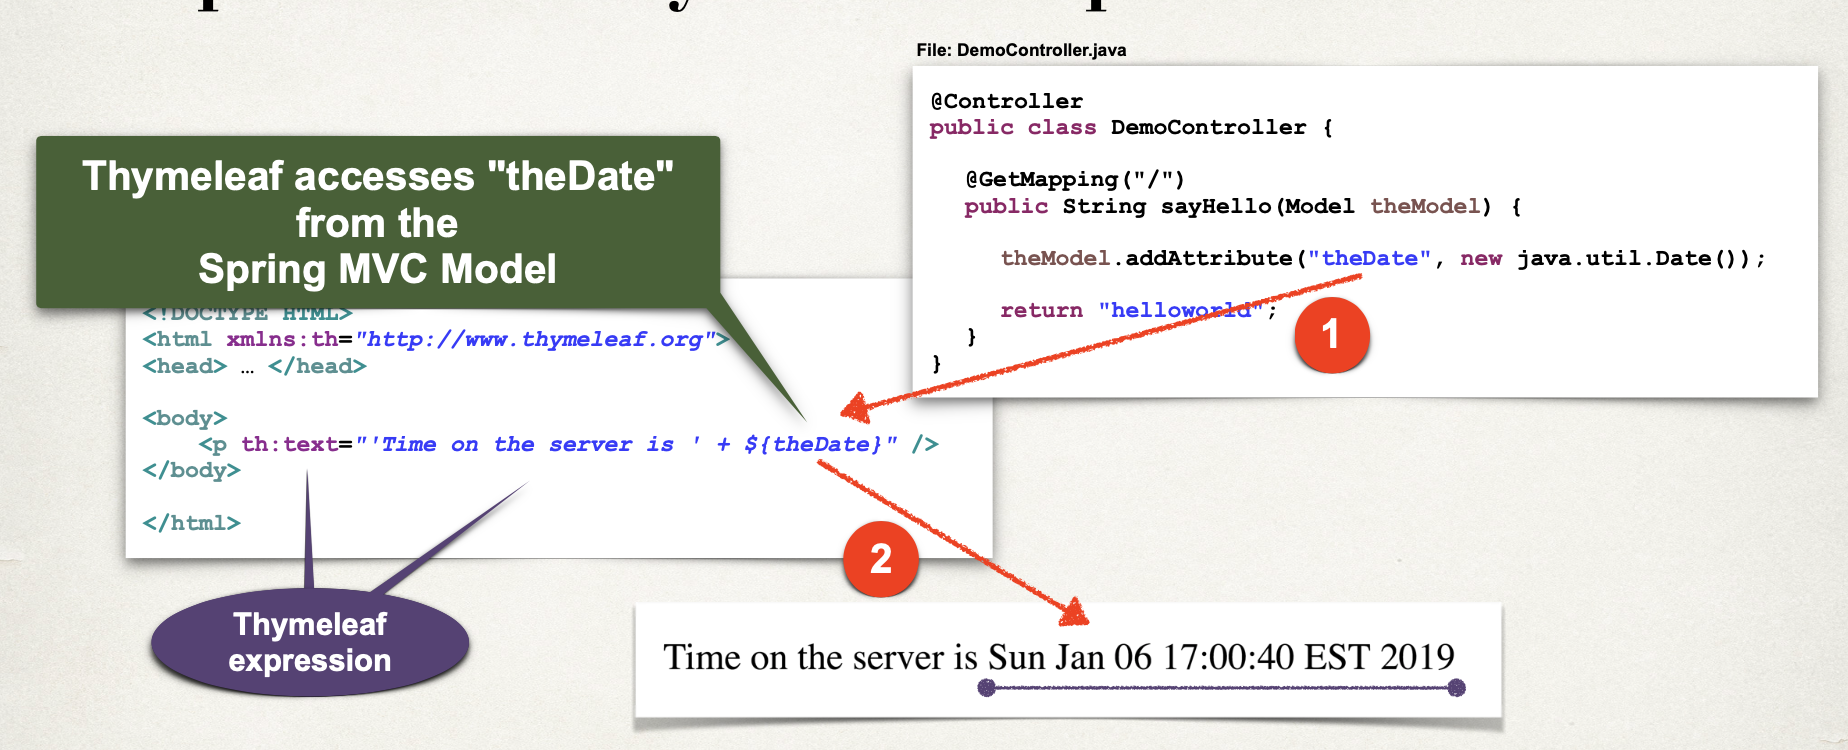 File: DemoController.java
@Controller
public class DemoController {
@GetMapping("/")
public String sayHello(Model theModel) {
theModel.addAttribute("theDate", new java.util.Date());
return "helloworld";
}
}
Thymeleaf accesses "theDate"
from the
Spring MVC Model
<!DOCTYPE HTML>
<html xmlns:th="http://www.thymeleaf.org">
<head> … </head>
<body>
<p th:text="'Time on the server is ' + ${theDate}" />
</body>
</html>
1
2
Thymeleaf
expression
Time on the server is Sun Jan 06 17:00:40 EST 2019